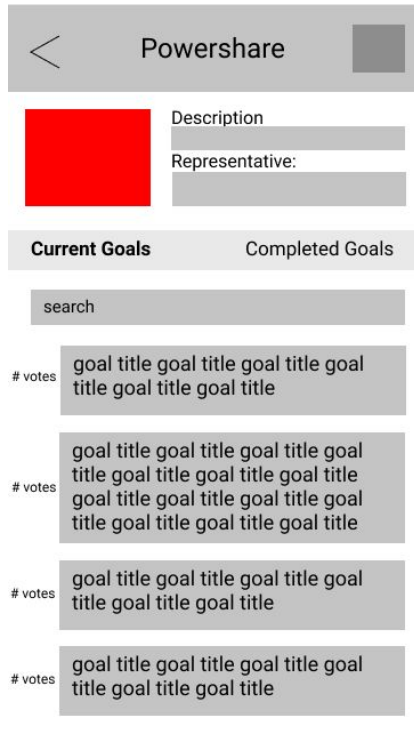 Powershare
Description
Representative:
Current Goals Completed Goals
search
# votes
goal title goal title goal title goal
title goal title goal title
# votes
goal title goal title goal title goal
title goal title goal title goal title
goal title goal title goal title goal
title goal title goal title goal title
# votes
goal title goal title goal title goal
title goal title goal title
# votes
goal title goal title goal title goal
title goal title goal title